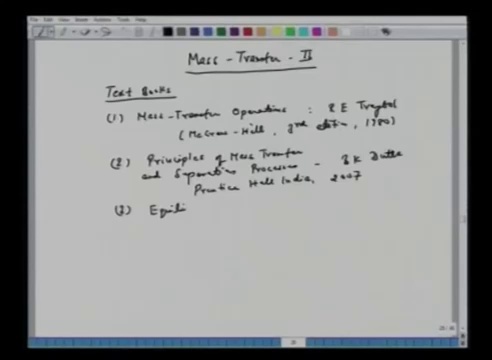 Mass-Transfer-II
Text Books
(1) Mass-Transfer Operations : R E Treybal
(McGraw-Hill, 3rd edition, 1980)
(2) Principles of Mass Transfer
and Separation Processes - B K Dutta
Prentice Hall India, 2007
(3) Equili